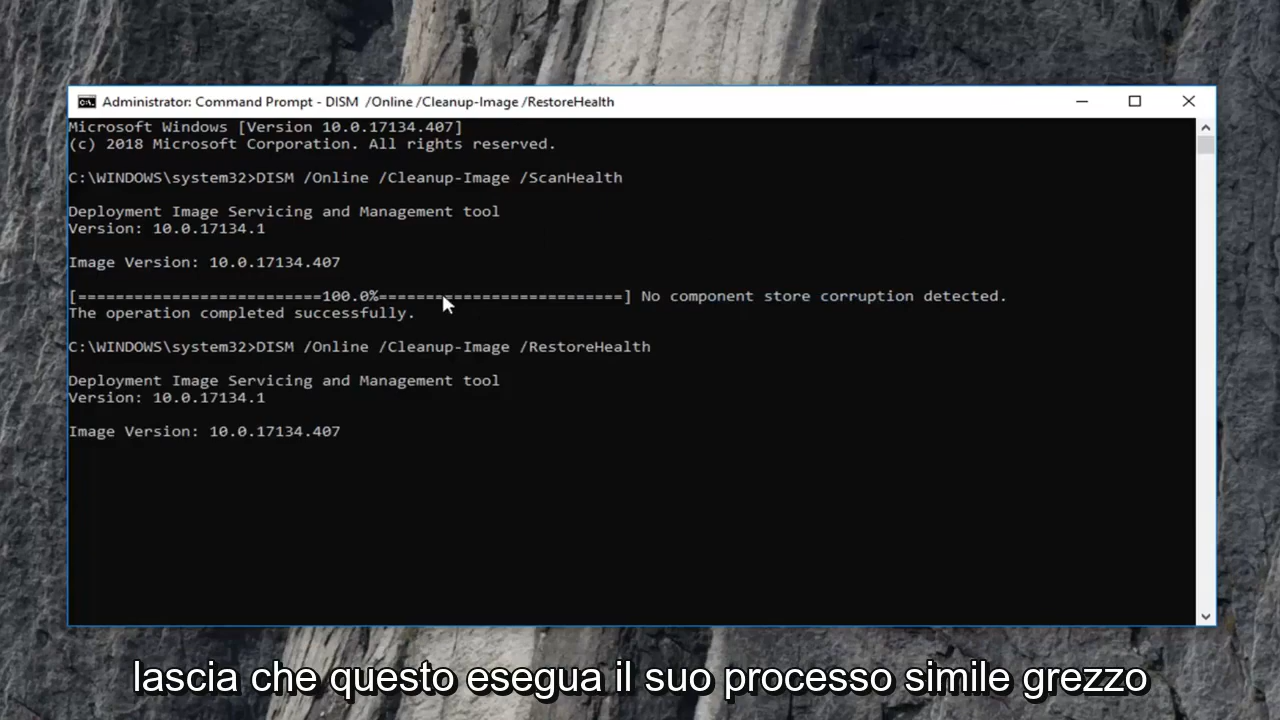 Administrator: Command Prompt - DISM  /Online /Cleanup-Image /RestoreHealth
Microsoft Windows [Version 10.0.17134.407]
(c) 2018 Microsoft Corporation. All rights reserved.
C:\WINDOWS\system32>DISM /Online /Cleanup-Image /ScanHealth
Deployment Image Servicing and Management tool
Version: 10.0.17134.1
Image Version: 10.0.17134.407
[==========================100.0%==========================] No component store corruption detected.
The operation completed successfully.
C:\WINDOWS\system32>DISM /Online /Cleanup-Image /RestoreHealth
Deployment Image Servicing and Management tool
Version: 10.0.17134.1
Image Version: 10.0.17134.407
lascia che questo esegua il suo processo simile grezzo